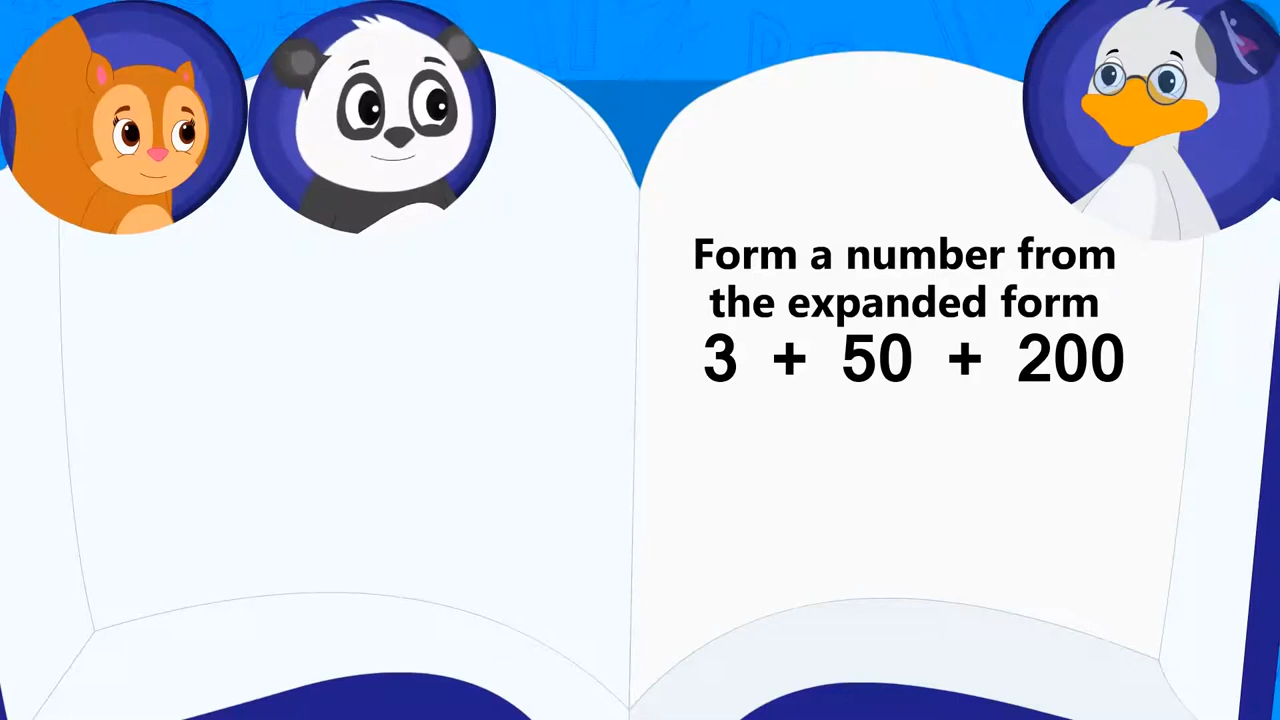 Form a number from
the expanded form
3 + 50 + 200